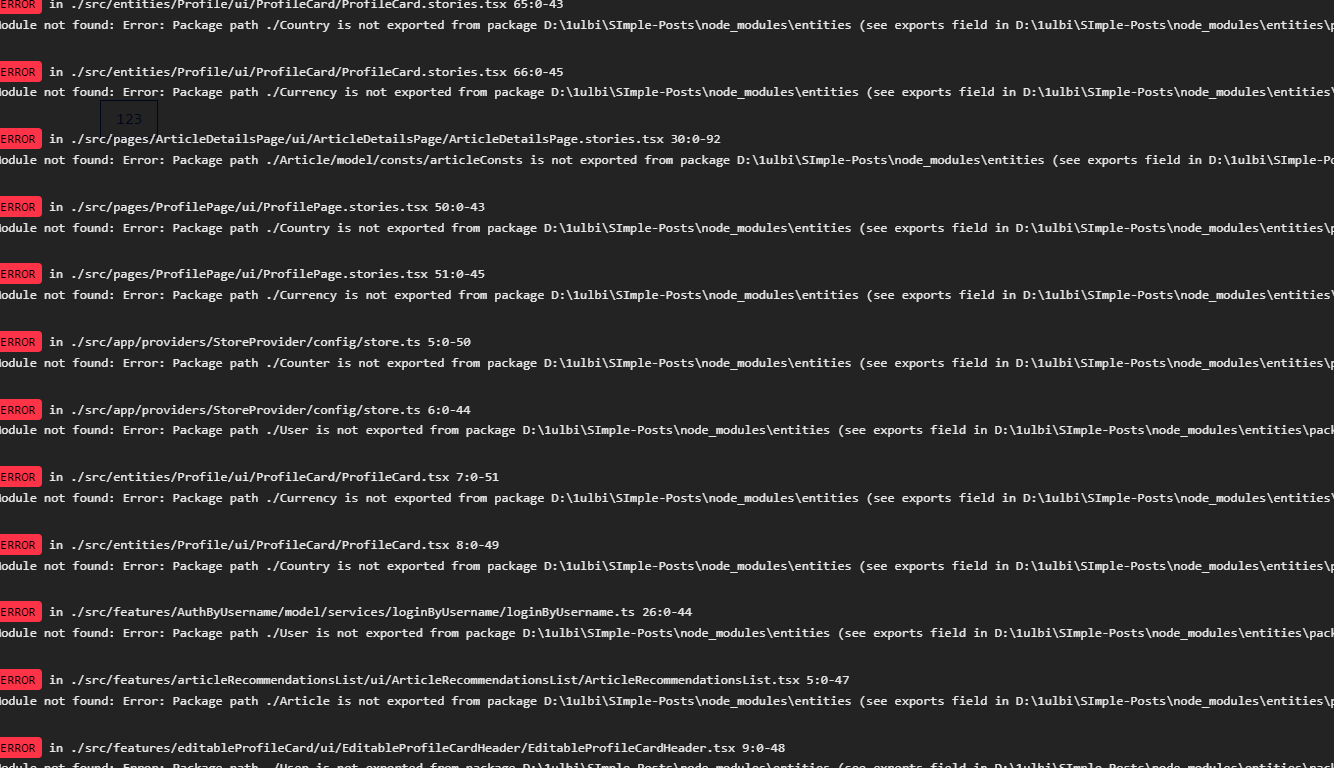 ERROR in ./src/entities/Profile/ui/ProfileCard/ProfileCard.stories.tsx 65:0-43
odule not found: Error: Package path ./Country is not exported from package D:\1ulbi\SImple-Posts\node_modules\entities (see exports field in D:\1ulbi\SImple-Posts\node_modules\entities\p
ERROR in ./src/entities/Profile/ui/ProfileCard/ProfileCard.stories.tsx 66:0-45
odule not found: Error: Package path ./Currency is not exported from package D:\1ulbi\SImple-Posts\node_modules\entities (see exports field in D:\1ulbi\SImple-Posts\node_modules\entities\
123
ERROR in ./src/pages/ArticleDetailsPage/ui/ArticleDetailsPage/ArticleDetailsPage.stories.tsx 30:0-92
odule not found: Error: Package path ./Article/model/consts/articleConsts is not exported from package D:\1ulbi\SImple-Posts\node_modules\entities (see exports field in D:\1ulbi\SImple-Po
ERROR in ./src/pages/ProfilePage/ui/ProfilePage.stories.tsx 50:0-43
odule not found: Error: Package path ./Country is not exported from package D:\1ulbi\SImple-Posts\node_modules\entities (see exports field in D:\1ulbi\SImple-Posts\node_modules\entities\p
ERROR in ./src/pages/ProfilePage/ui/ProfilePage.stories.tsx 51:0-45
odule not found: Error: Package path ./Currency is not exported from package D:\1ulbi\SImple-Posts\node_modules\entities (see exports field in D:\1ulbi\SImple-Posts\node_modules\entities\
ERROR in ./src/app/providers/StoreProvider/config/store.ts 5:0-50
odule not found: Error: Package path ./Counter is not exported from package D:\1ulbi\SImple-Posts\node_modules\entities (see exports field in D:\1ulbi\SImple-Posts\node_modules\entities\p
ERROR in ./src/app/providers/StoreProvider/config/store.ts 6:0-44
odule not found: Error: Package path ./User is not exported from package D:\1ulbi\SImple-Posts\node_modules\entities (see exports field in D:\1ulbi\SImple-Posts\node_modules\entities\pack
ERROR in ./src/entities/Profile/ui/ProfileCard/ProfileCard.tsx 7:0-51
odule not found: Error: Package path ./Currency is not exported from package D:\1ulbi\SImple-Posts\node_modules\entities (see exports field in D:\1ulbi\SImple-Posts\node_modules\entities\
ERROR in ./src/entities/Profile/ui/ProfileCard/ProfileCard.tsx 8:0-49
odule not found: Error: Package path ./Country is not exported from package D:\1ulbi\SImple-Posts\node_modules\entities (see exports field in D:\1ulbi\SImple-Posts\node_modules\entities\p
ERROR in ./src/features/AuthByUsername/model/services/loginByUsername/loginByUsername.ts 26:0-44
odule not found: Error: Package path ./User is not exported from package D:\1ulbi\SImple-Posts\node_modules\entities (see exports field in D:\1ulbi\SImple-Posts\node_modules\entities\pack
ERROR in ./src/features/articleRecommendationsList/ui/ArticleRecommendationsList/ArticleRecommendationsList.tsx 5:0-47
odule not found: Error: Package path ./Article is not exported from package D:\1ulbi\SImple-Posts\node_modules\entities (see exports field in D:\1ulbi\SImple-Posts\node_modules\entities\p
ERROR in ./src/features/editableProfileCard/ui/EditableProfileCardHeader/EditableProfileCardHeader.tsx 9:0-48
odule not found: Error: Package path ./User is not exported from package D:\1ulbi\SImple-Posts\node_modules\entities (see exports field in D:\1ulbi\SImple-Posts\node_modules\entities\pack